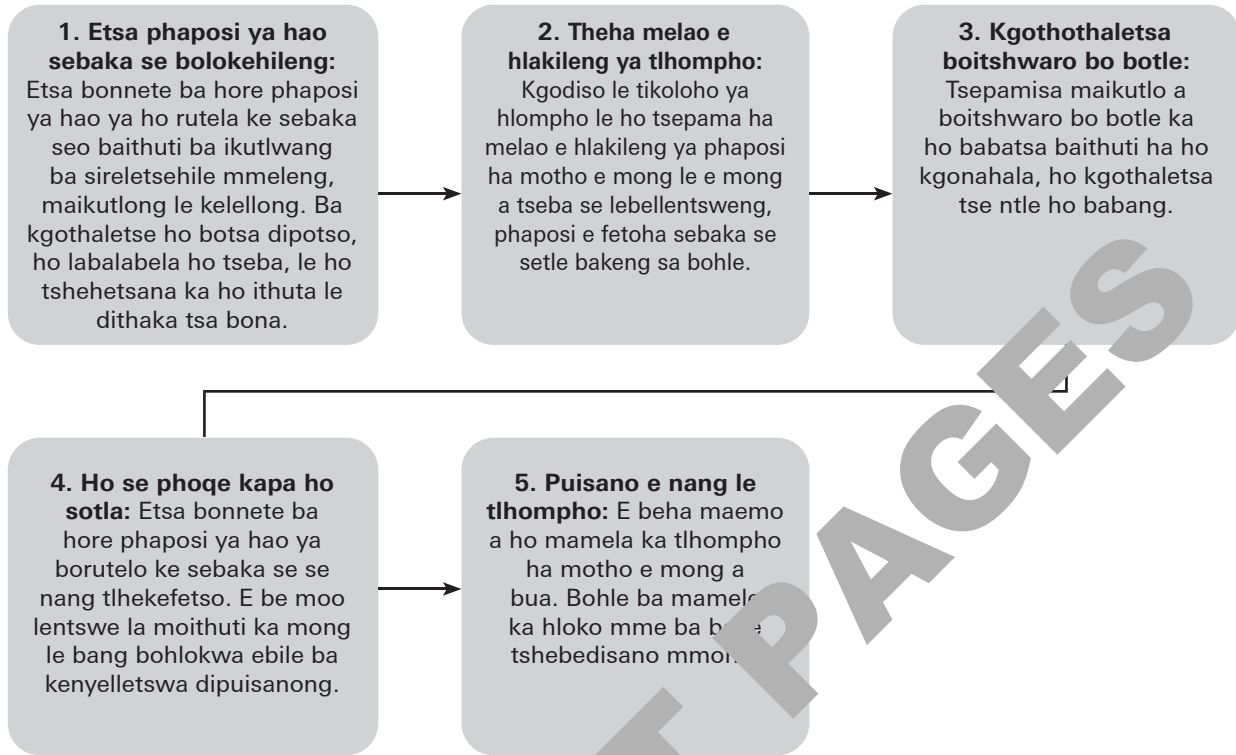 1. Etsa phaposi ya hao
sebaka se bolokehileng:
Etsa bonnete ba hore phaposi
ya hao ya ho rutela ke sebaka
seo baithuti ba ikutlwang
ba sireletsehile mmeleng,
maikutlong le kelellong. Ba
kgothaletse ho botsa dipotso,
ho labalabela ho tseba, le ho
tshehetsana ka ho ithuta le
dithaka tsa bona.
2. Theha melao e
hlakileng ya tlhompho:
Kgodiso le tikoloho ya
hlompho le ho tsepama ha
melao e hlakileng ya phaposi
ha motho e mong le e mong
a tseba se lebellentsweng,
phaposi e fetoha sebaka se
setle bakeng sa bohle.
3. Kgothothaletsa
boitshwaro bo botle:
Tsepamisa maikutlo a
boitshwaro bo botle ka
ho babatsa baithuti ha ho
kgonahala, ho kgothaletsa
tse ntle ho babang.
4. Ho se phoqe kapa ho
sotla: Etsa bonnete ba
hore phaposi ya hao ya
borutelo ke sebaka se se
nang tlhekefetso. E be moo
lentswe la moithuti ka mong
le bang bohlokwa ebile ba
kenyelletswa dipuisanong.
5. Puisano e nang le
tlhompho: E beha maemo
a ho mamela ka tlhompho
ha motho e mong a
bua. Bohle ba
ka hloko mme ba
tshebedisano
PAGES